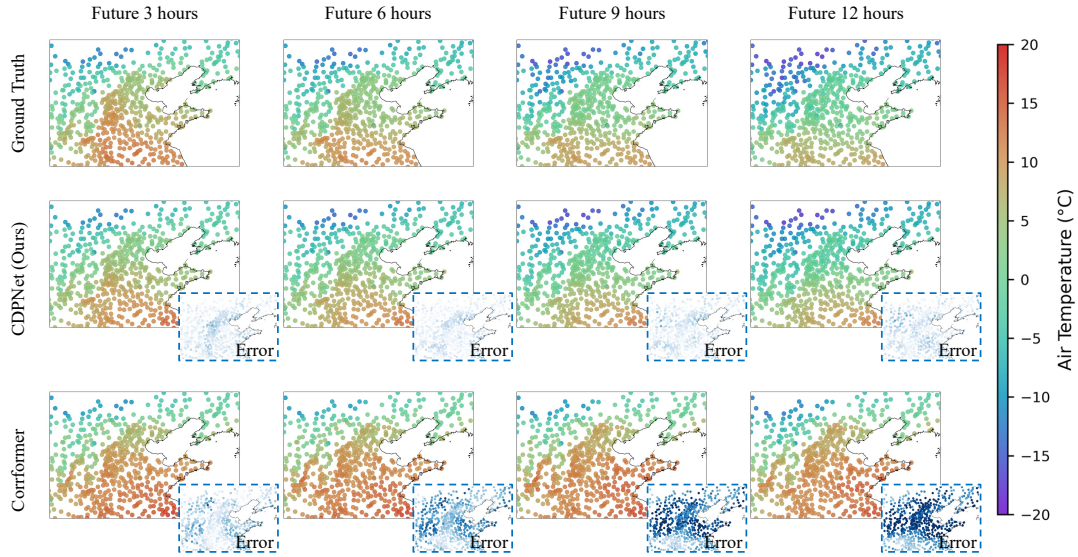 Future 3 hours
Future 6 hours
Future 9 hours
Future 12 hours
Ground Truth
CDPNet (Ours)
Error
Error
Error
Error
Corrformer
Error
Error
Error
Error
20
15
10
5
0
−5
−10
−15
−20
Air Temperature (°C)